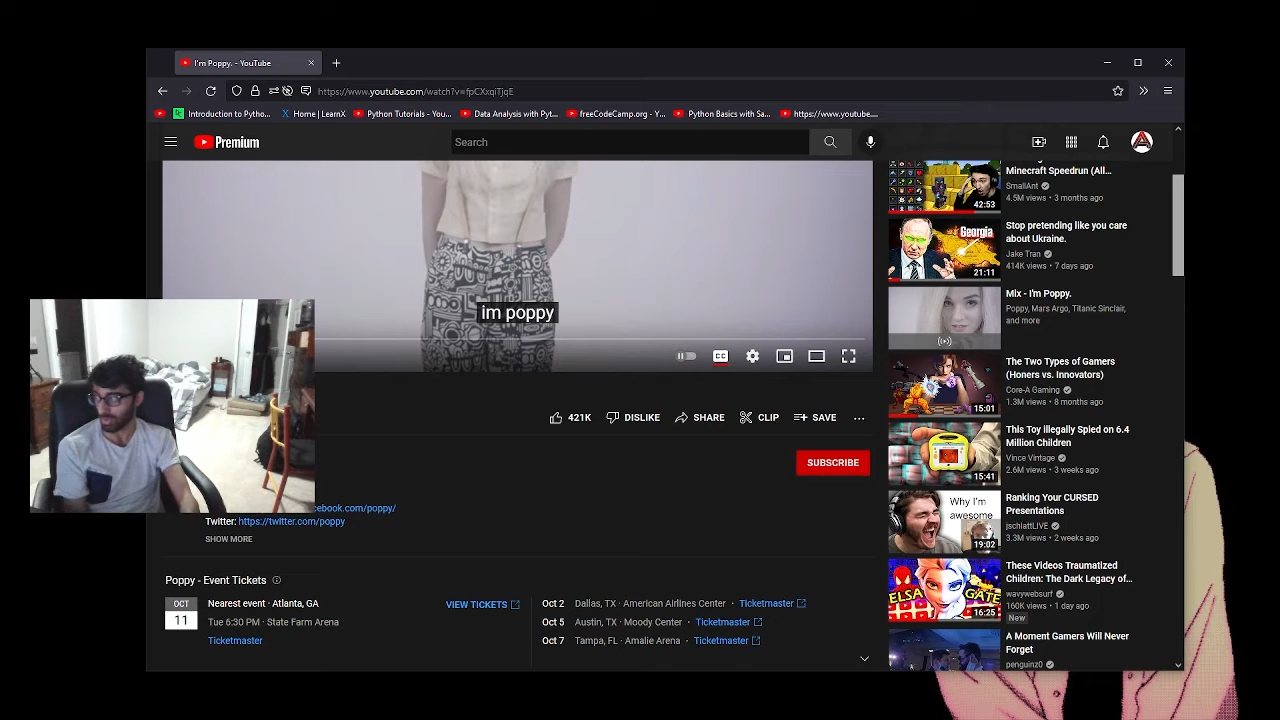 I'm Poppy. - YouTube
https://www.youtube.com/watch?v=fpCXxqiTjqE
Introduction to Pytho...
Home | LearnX
Python Tutorials - You...
Data Analysis with Pyt...
freeCodeCamp.org - Y...
Python Basics with Sa...
https://www.youtube....
Premium
Search
im poppy
CC
421K
DISLIKE
SHARE
CLIP
SAVE
SUBSCRIBE
cebook.com/poppy/
Twitter: https://twitter.com/poppy
SHOW MORE
Poppy - Event Tickets
OCT
11
Nearest event · Atlanta, GA
Tue 6:30 PM · State Farm Arena
Ticketmaster
VIEW TICKETS
Oct 2 Dallas, TX · American Airlines Center · Ticketmaster
Oct 5 Austin, TX · Moody Center · Ticketmaster
Oct 7 Tampa, FL · Amalie Arena · Ticketmaster
42:53
Minecraft Speedrun (All...
SmallAnt
4.5M views · 3 months ago
Georgia
21:11
Stop pretending like you care
about Ukraine.
Jake Tran
414K views · 7 days ago
Mix - I'm Poppy.
Poppy, Mars Argo, Titanic Sinclair,
and more
15:01
The Two Types of Gamers
(Honers vs. Innovators)
Core-A Gaming
1.3M views · 8 months ago
15:41
This Toy Illegally Spied on 6.4
Million Children
Vince Vintage
2.6M views · 3 weeks ago
Why I'm
awesome
19:02
Ranking Your CURSED
Presentations
jschlattLIVE
3.3M views · 2 weeks ago
ELSA
GATE
16:25
These Videos Traumatized
Children: The Dark Legacy of...
wavywebsurf
160K views · 1 day ago
New
A Moment Gamers Will Never
Forget
penguinz0